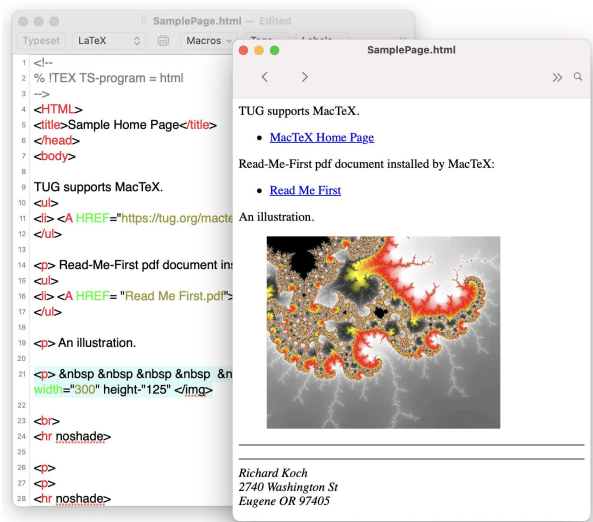 SamplePage.html — Edited
Typeset LaTeX Macros Tags Labels
1 <!--
2 % !TEX TS-program = html
3 -->
4 <HTML>
5 <title>Sample Home Page</title>
6 </head>
7 <body>
8
9 TUG supports MacTeX.
10 <ul>
11 <li> <A HREF="https://tug.org/macte
12 </ul>
13
14 <p> Read-Me-First pdf document ins
15 <ul>
16 <li> <A HREF= "Read Me First.pdf">
17 </ul>
18
19 <p> An illustration.
20
21 <p> &nbsp &nbsp &nbsp &nbsp &n
width="300" height-"125" </img>
22
23 <br>
24 <hr noshade>
25
26 <p>
27 <p>
28 <hr noshade>
SamplePage.html
TUG supports MacTeX.
• MacTeX Home Page
Read-Me-First pdf document installed by MacTeX:
• Read Me First
An illustration.
Richard Koch
2740 Washington St
Eugene OR 97405